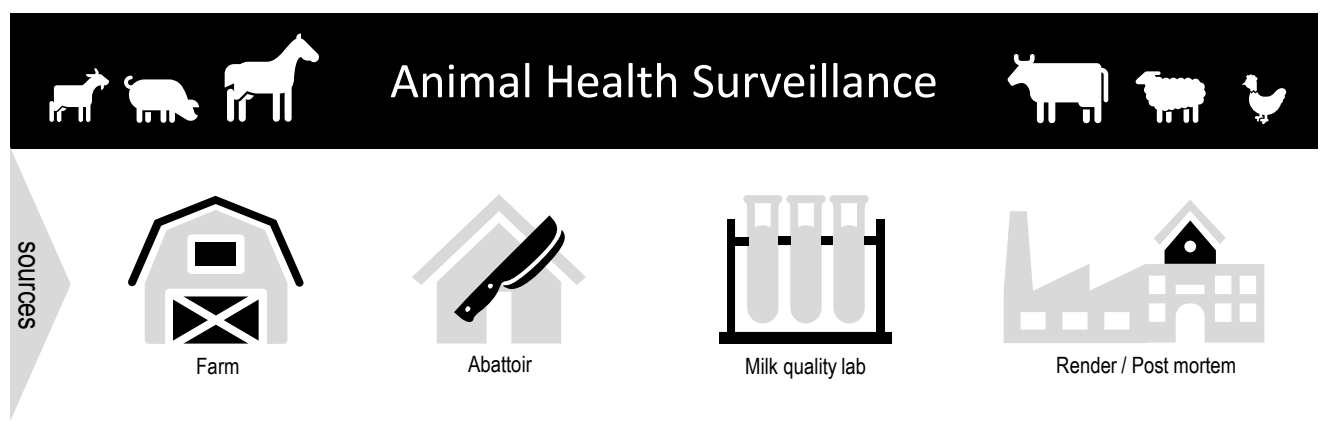 Animal Health Surveillance
sources
Farm
Abattoir
Milk quality lab
Render / Post mortem